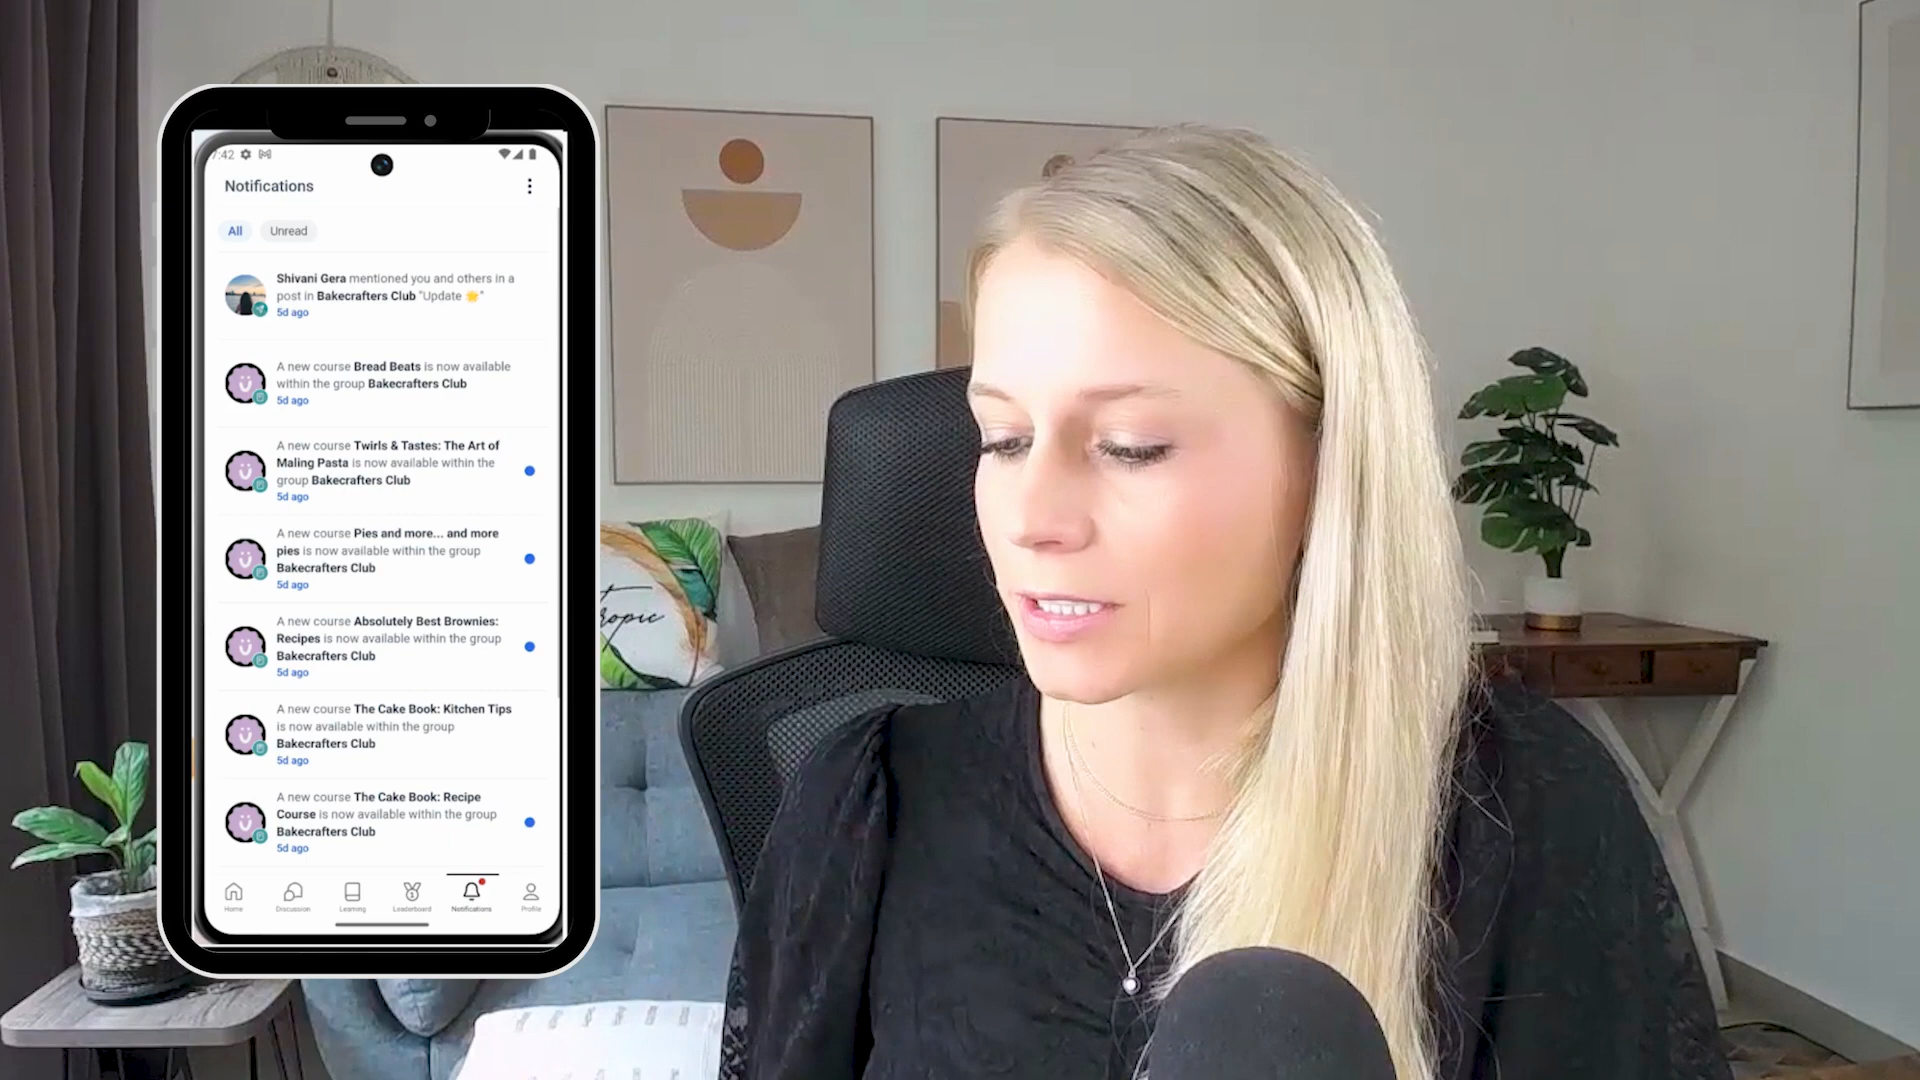 7:42
Notifications
All
Unread
Shivani Gera mentioned you and others in a
post in Bakecrafters Club "Update 🌟"
5d ago
A new course Bread Beats is now available
within the group Bakecrafters Club
5d ago
A new course Twirls & Tastes: The Art of
Maling Pasta is now available within the
group Bakecrafters Club
5d ago
A new course Pies and more... and more
pies is now available within the group
Bakecrafters Club
5d ago
A new course Absolutely Best Brownies:
Recipes is now available within the group
Bakecrafters Club
5d ago
A new course The Cake Book: Kitchen Tips
is now available within the group
Bakecrafters Club
5d ago
A new course The Cake Book: Recipe
Course is now available within the group
Bakecrafters Club
5d ago
Home
Discussion
Learning
Leaderboard
Notifications
Profile